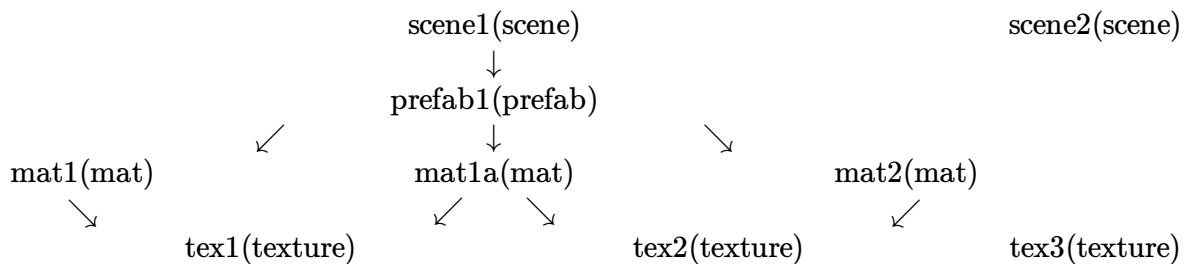 scene1(scene) scene2(scene)
prefab1(prefab)
mat1(mat) mat1a(mat) mat2(mat)
tex1(texture) tex2(texture) tex3(texture)